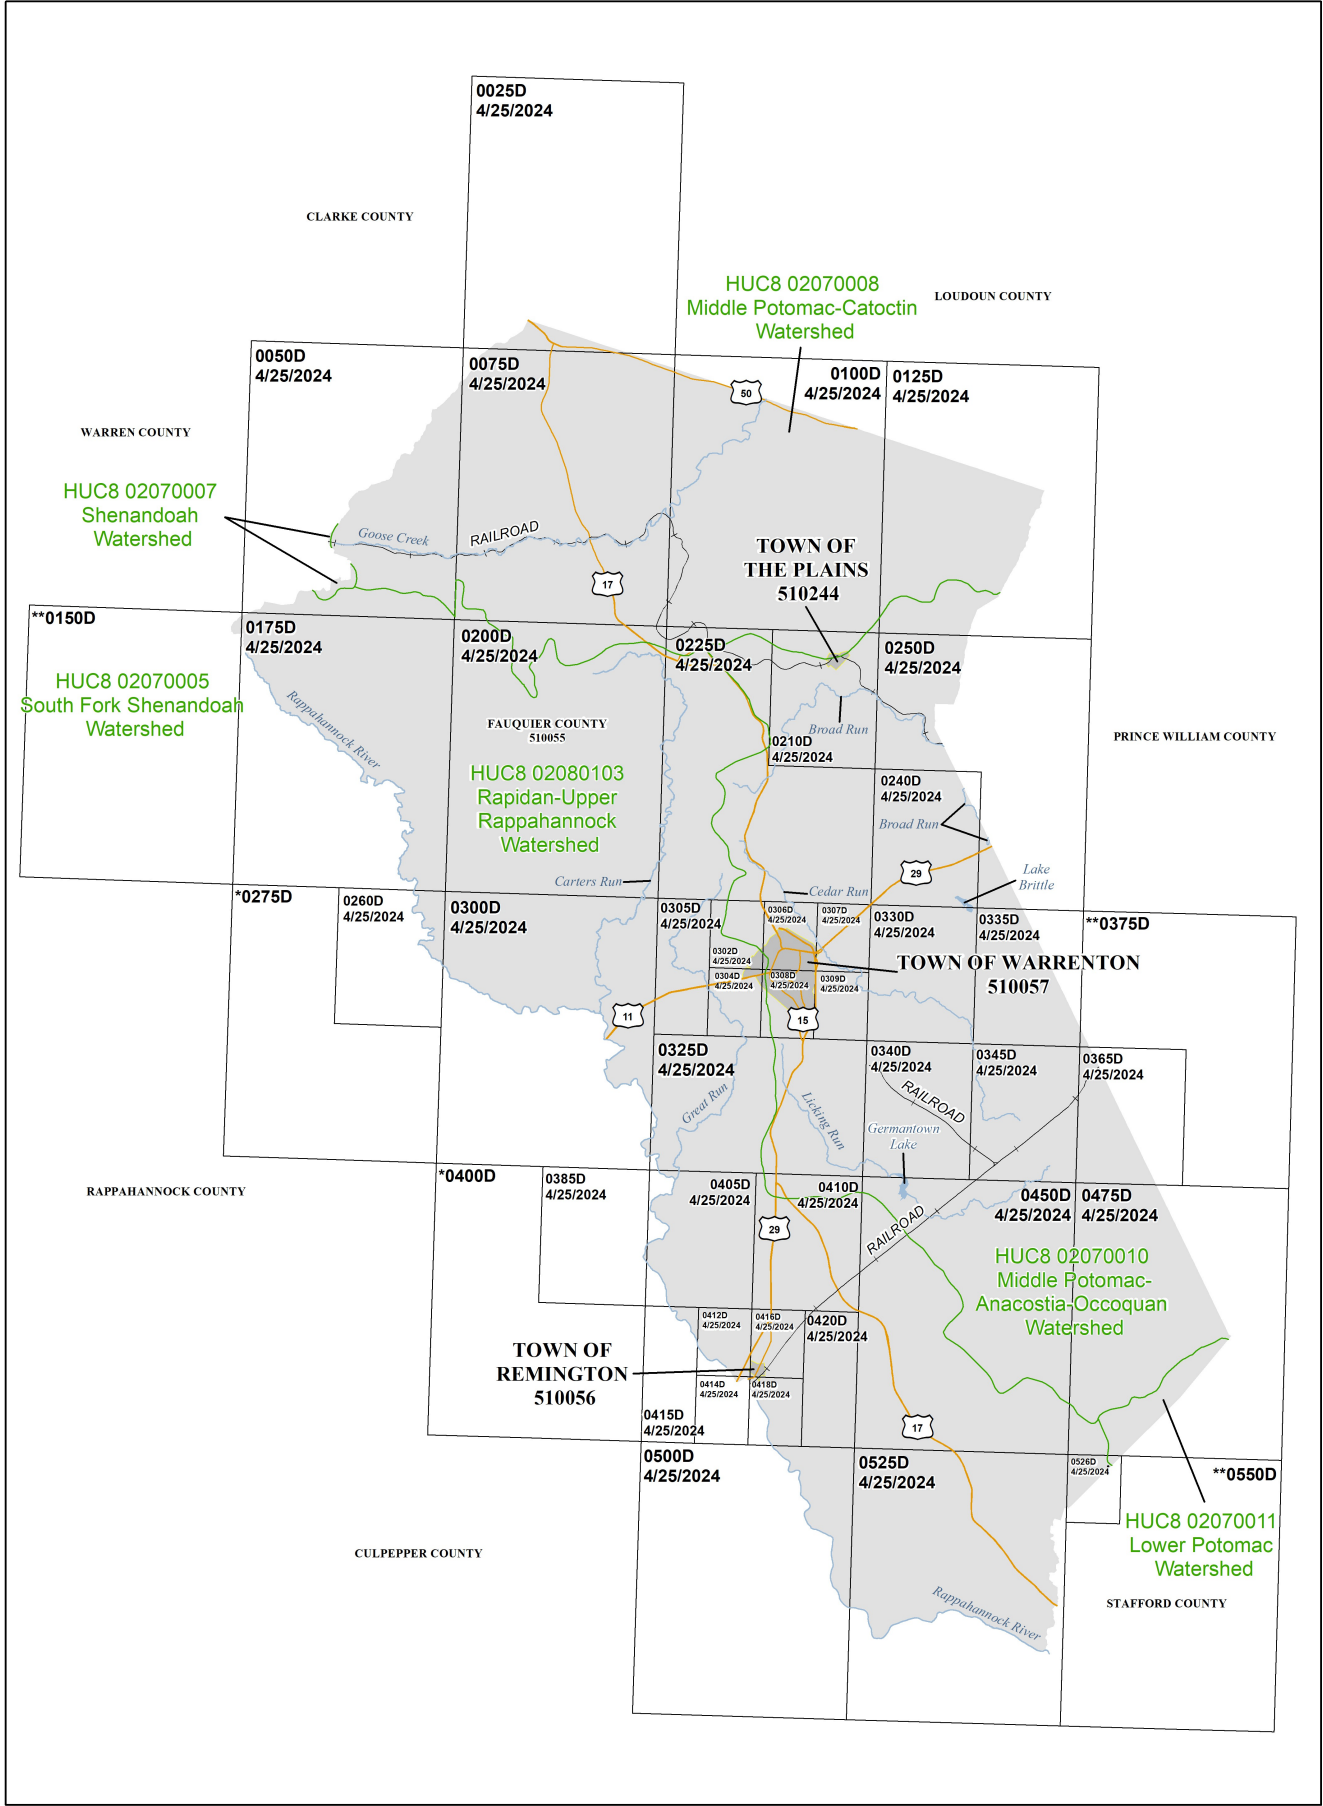 0025D
4/25/2024
CLARKE COUNTY
HUC8 02070008
Middle Potomac-Catoctin
Watershed
LOUDOUN COUNTY
0050D
4/25/2024
0075D
4/25/2024
0100D
4/25/2024
0125D
4/25/2024
50
WARREN COUNTY
HUC8 02070007
Shenandoah
Watershed
Goose Creek
RAILROAD
TOWN OF
THE PLAINS
510244
17
**0150D
0175D
4/25/2024
0200D
4/25/2024
0225D
4/25/2024
0250D
4/25/2024
HUC8 02070005
South Fork Shenandoah
Watershed
Rappahannock River
FAUQUIER COUNTY
510055
Broad Run
0210D
4/25/2024
PRINCE WILLIAM COUNTY
HUC8 02080103
Rapidan-Upper
Rappahannock
Watershed
0240D
4/25/2024
Broad Run
29
Lake
Brittle
Carters Run
Cedar Run
*0275D
0260D
4/25/2024
0300D
4/25/2024
0305D
4/25/2024
0306D
4/25/2024
0307D
4/25/2024
0330D
4/25/2024
0335D
4/25/2024
**0375D
0302D
4/25/2024
TOWN OF WARRENTON
510057
0304D
4/25/2024
0308D
4/25/2024
0309D
4/25/2024
11
15
0325D
4/25/2024
0340D
4/25/2024
0345D
4/25/2024
0365D
4/25/2024
RAILROAD
Great Run
Licking Run
Germantown
Lake
RAPPAHANNOCK COUNTY
*0400D
0385D
4/25/2024
0405D
4/25/2024
0410D
4/25/2024
0450D
4/25/2024
0475D
4/25/2024
29
RAILROAD
HUC8 02070010
Middle Potomac-
Anacostia-Occoquan
Watershed
0412D
4/25/2024
0416D
4/25/2024
0420D
4/25/2024
TOWN OF
REMINGTON
510056
0414D
4/25/2024
0418D
4/25/2024
0415D
4/25/2024
17
0500D
4/25/2024
0525D
4/25/2024
0526D
4/25/2024
**0550D
HUC8 02070011
Lower Potomac
Watershed
CULPEPPER COUNTY
Rappahannock River
STAFFORD COUNTY